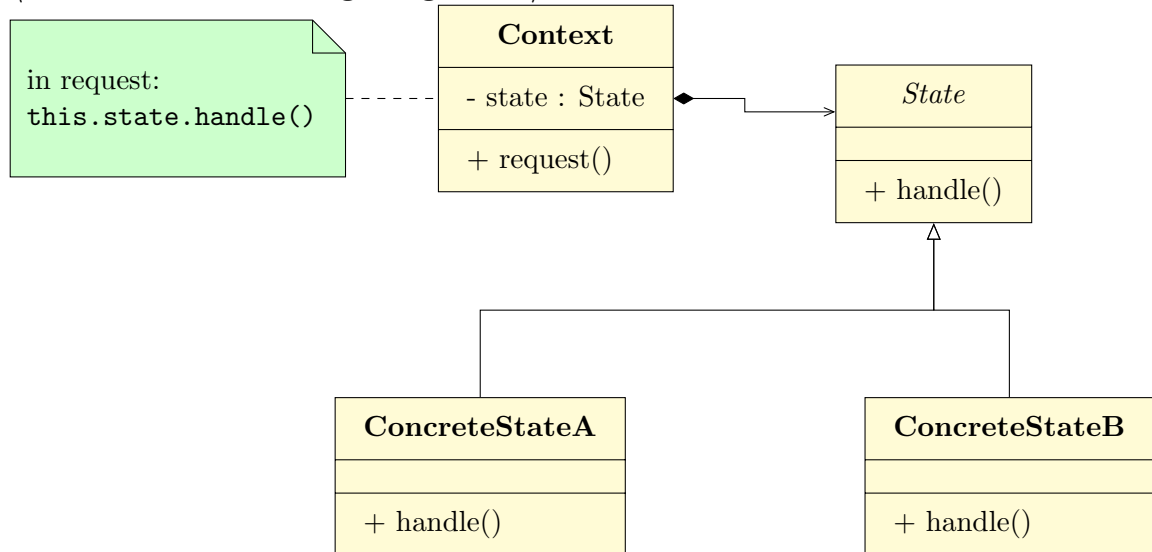 in request:
this.state.handle()
Context
- state : State
+ request()
State
+ handle()
ConcreteStateA
+ handle()
ConcreteStateB
+ handle()